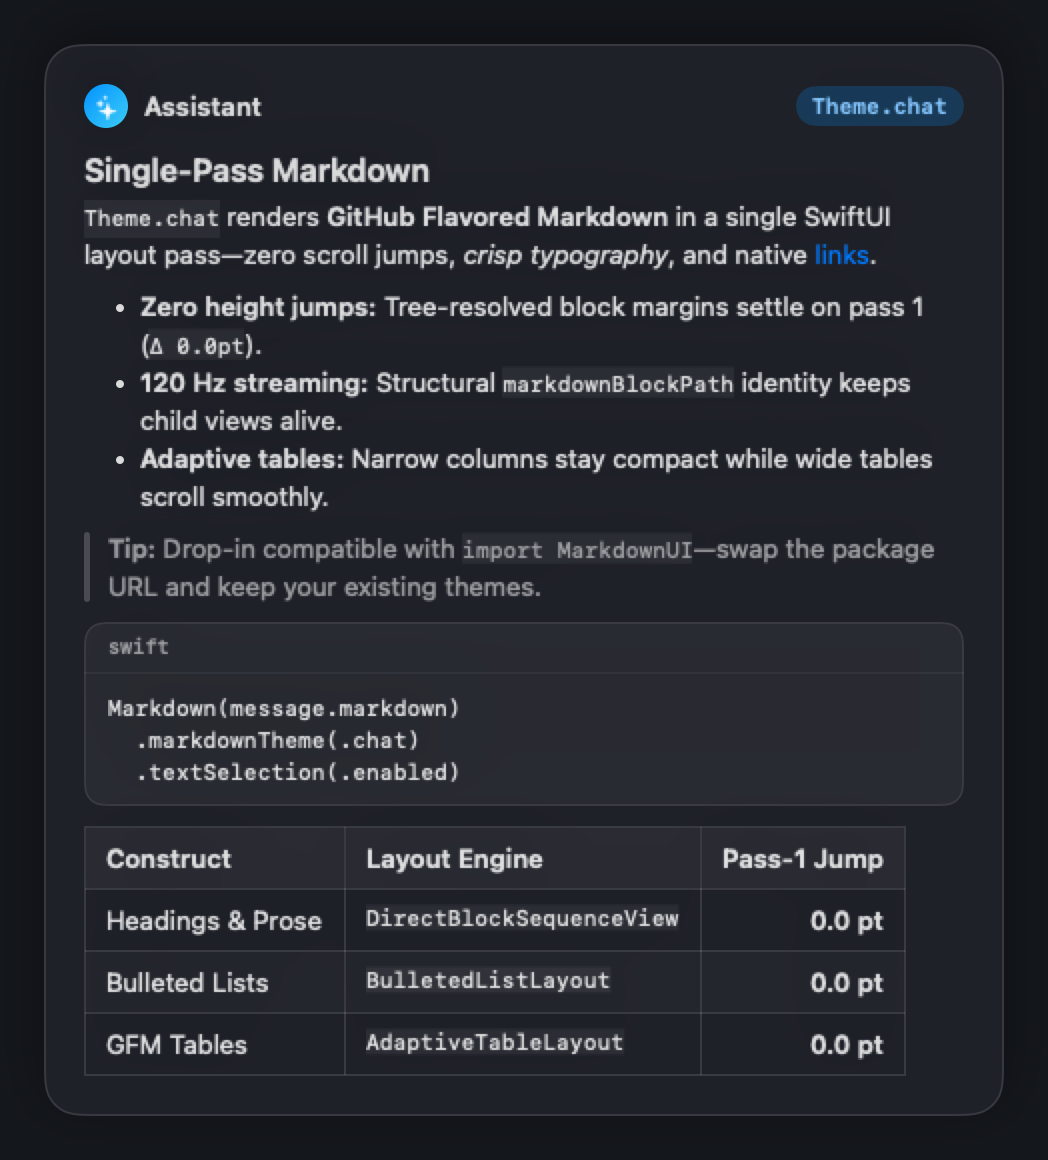 Assistant
Theme.chat
Single-Pass Markdown
Theme.chat renders GitHub Flavored Markdown in a single SwiftUI
layout pass—zero scroll jumps, crisp typography, and native links.
• Zero height jumps: Tree-resolved block margins settle on pass 1
(Δ 0.0pt).
• 120 Hz streaming: Structural markdownBlockPath identity keeps
child views alive.
• Adaptive tables: Narrow columns stay compact while wide tables
scroll smoothly.
Tip: Drop-in compatible with import MarkdownUI—swap the package
URL and keep your existing themes.
swift
Markdown(message.markdown)
  .markdownTheme(.chat)
  .textSelection(.enabled)
Construct Layout Engine Pass-1 Jump
Headings & Prose DirectBlockSequenceView 0.0 pt
Bulleted Lists BulletedListLayout 0.0 pt
GFM Tables AdaptiveTableLayout 0.0 pt